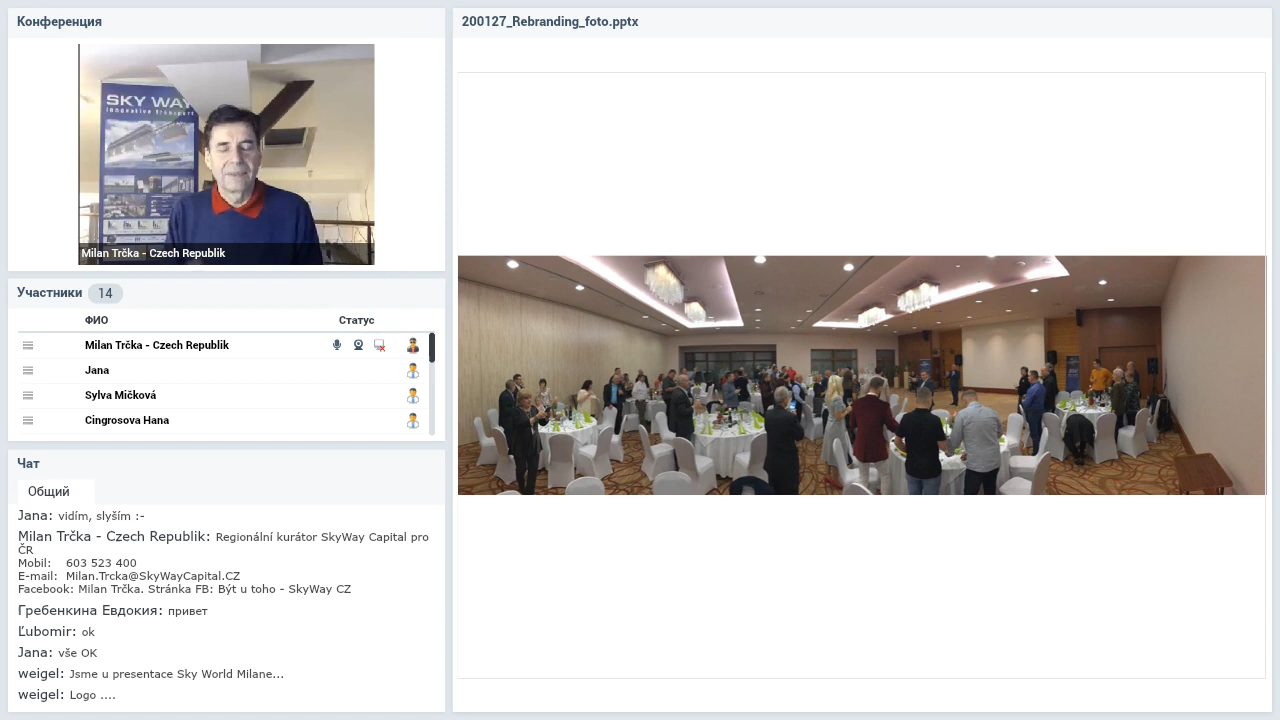 Конференция
SKY WAY
innovative transport
Milan Trčka - Czech Republik
Участники 14
ФИО Статус
Milan Trčka - Czech Republik
Jana
Sylva Mičková
Cingrosova Hana
Чат
Общий
Jana: vidím, slyším :-
Milan Trčka - Czech Republik: Regionální kurátor SkyWay Capital pro
ČR
Mobil: 603 523 400
E-mail: Milan.Trcka@SkyWayCapital.CZ
Facebook: Milan Trčka. Stránka FB: Být u toho - SkyWay CZ
Гребенкина Евдокия: привет
Ľubomir: ok
Jana: vše OK
weigel: Jsme u presentace Sky World Milane...
weigel: Logo ....
200127_Rebranding_foto.pptx